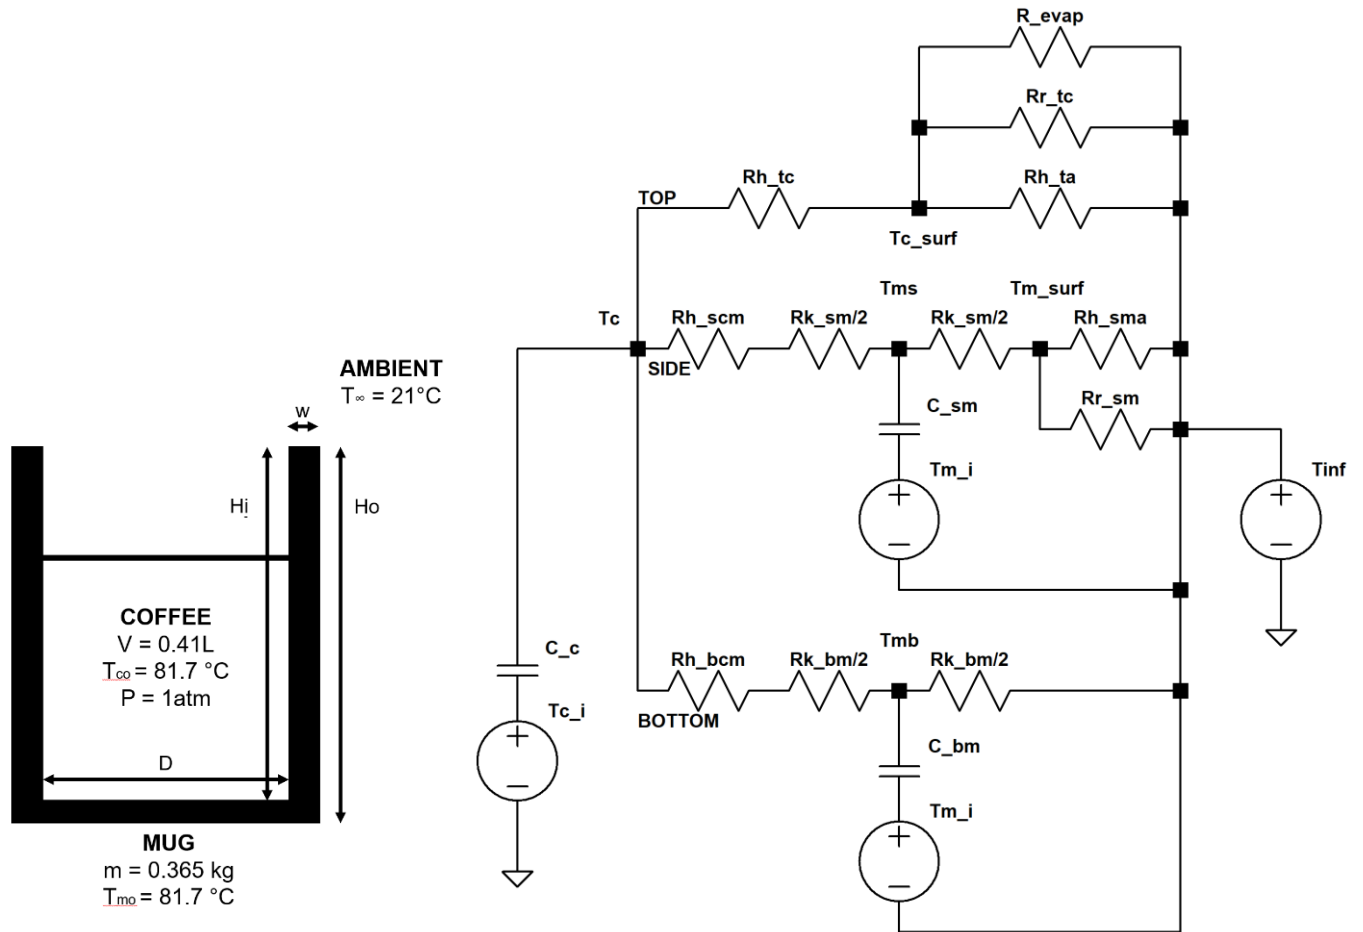 R_evap
Rr_tc
Rh_tc
Rh_ta
TOP
Tc_surf
Tms
Tm_surf
Tc
Rh_scm
Rk_sm/2
Rk_sm/2
Rh_sma
SIDE
AMBIENT
T∞ = 21°C
Rr_sm
C_sm
w
Tm_i
Tinf
Hi
Ho
+
+
−
−
COFFEE
V = 0.41L
Tco = 81.7 °C
P = 1atm
C_c
Tmb
Rh_bcm
Rk_bm/2
Rk_bm/2
BOTTOM
Tc_i
C_bm
+
−
D
Tm_i
+
−
MUG
m = 0.365 kg
Tmo = 81.7 °C